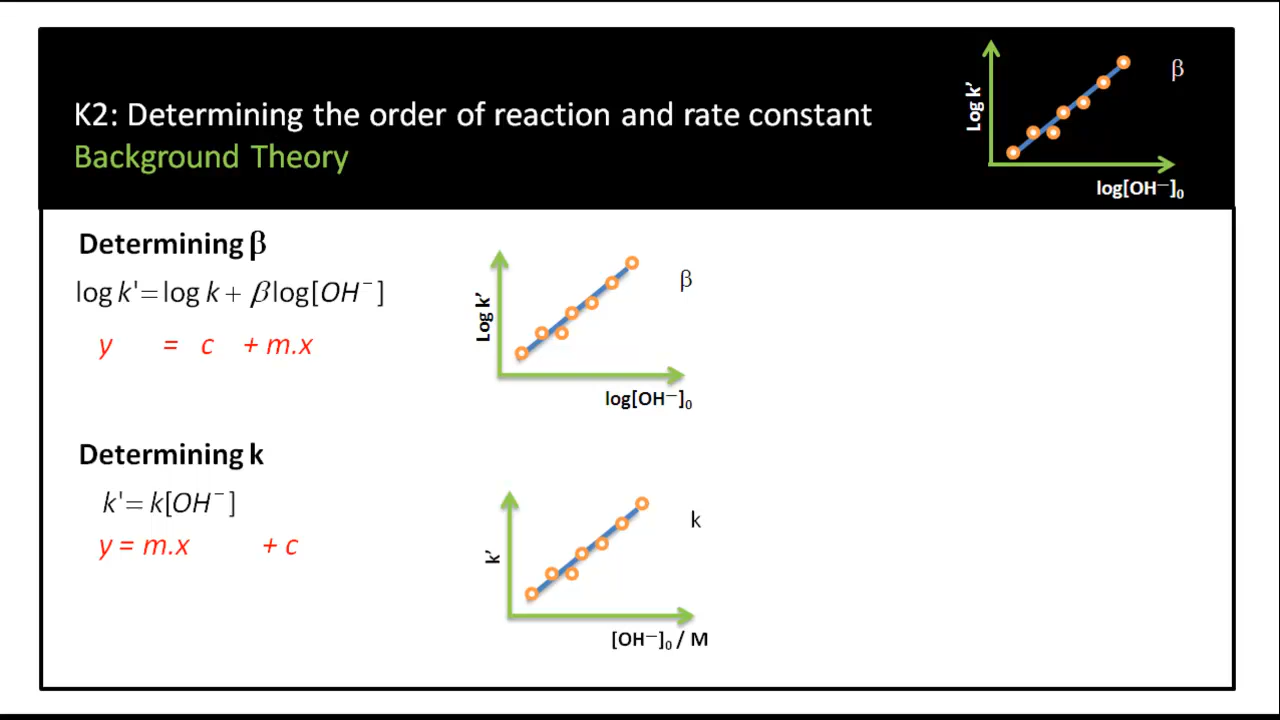 K2: Determining the order of reaction and rate constant
Background Theory
Log k’
β
log[OH⁻]₀
Determining β
log k'= log k + β log[OH⁻]
y = c + m.x
Log k’
β
log[OH⁻]₀
Determining k
k'= k[OH⁻]
y = m.x + c
k’
k
[OH⁻]₀ / M